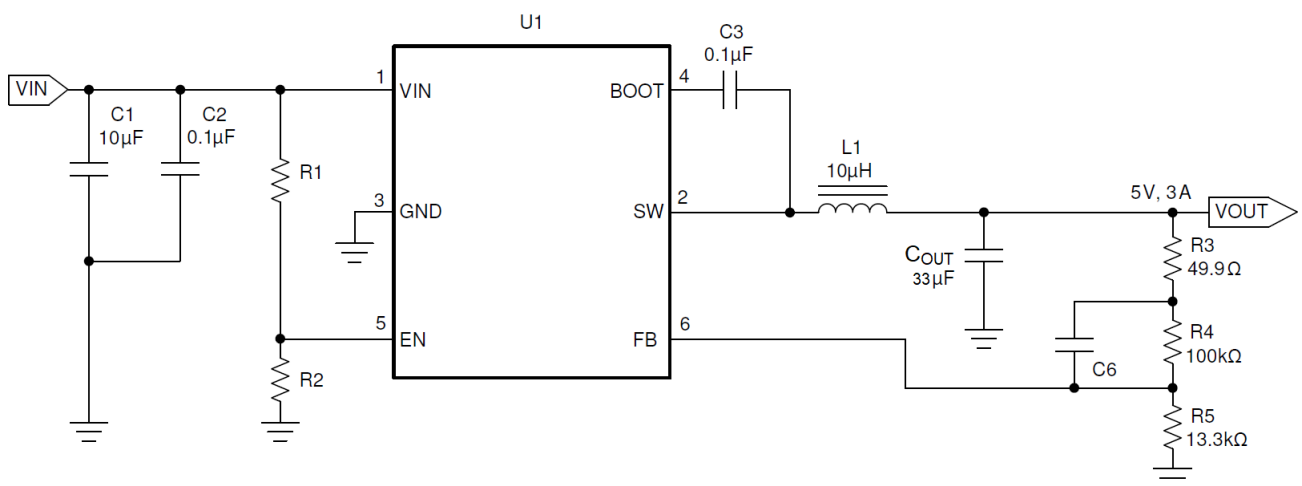 U1
C3
0.1µF
VIN
1
VIN
BOOT
4
C1
10µF
C2
0.1µF
R1
L1
10µH
3
GND
SW
2
5V, 3A
VOUT
COUT
33µF
R3
49.9Ω
5
EN
FB
6
R4
100kΩ
C6
R2
R5
13.3kΩ